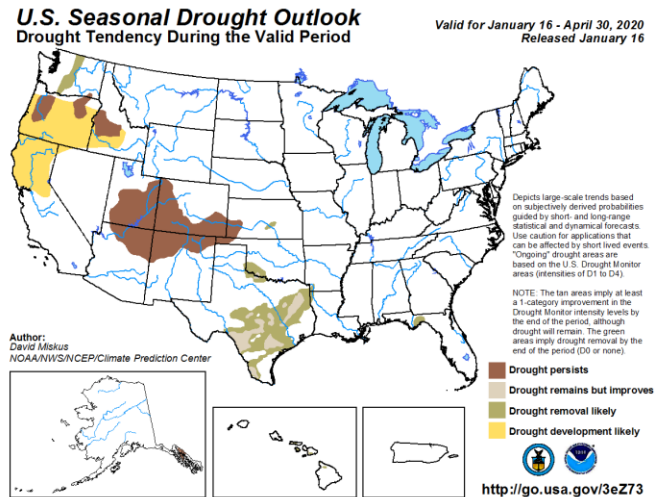 U.S. Seasonal Drought Outlook
Drought Tendency During the Valid Period
Valid for January 16 - April 30, 2020
Released January 16
Depicts large-scale trends based
on subjectively derived probabilities
guided by short- and long-range
statistical and dynamical forecasts.
Use caution for applications that
can be affected by short lived events.
"Ongoing" drought areas are
based on the U.S. Drought Monitor
areas (intensities of D1 to D4).
NOTE: The tan areas imply at least
a 1-category improvement in
the Drought Monitor intensity levels by
the end of the period, although
drought will remain. The green
areas imply drought removal by the
end of the period (D0 or none).
Author:
David Miskus
NOAA/NWS/NCEP/Climate Prediction Center
Drought persists
Drought remains but improves
Drought removal likely
Drought development likely
http://go.usa.gov/3eZ73